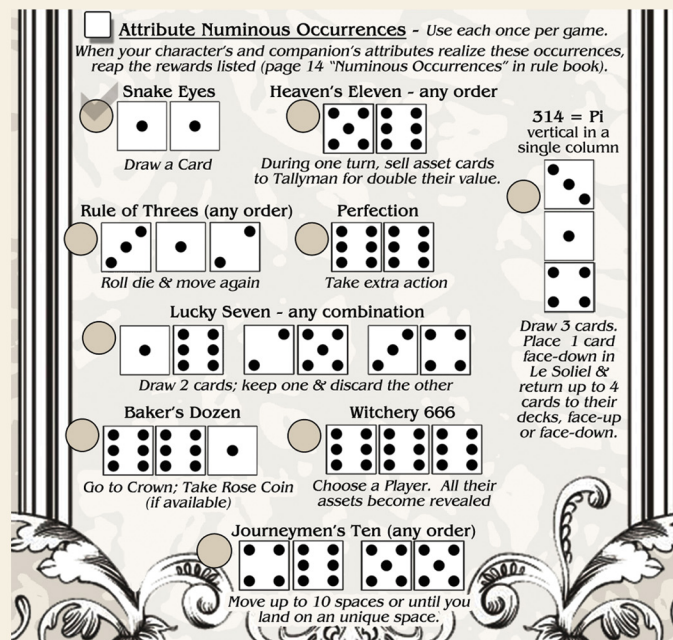 Attribute Numinous Occurrences - Use each once per game.
When your character's and companion's attributes realize these occurrences,
reap the rewards listed (page 14 "Numinous Occurrences" in rule book).
Snake Eyes
Draw a Card
Heaven's Eleven - any order
During one turn, sell asset cards
to Tallyman for double their value.
314 = Pi
vertical in a
single column
Draw 3 cards.
Place 1 card
face-down in
Le Soliel &
return up to 4
cards to their
decks, face-up
or face-down.
Rule of Threes (any order)
Roll die & move again
Perfection
Take extra action
Lucky Seven - any combination
Draw 2 cards; keep one & discard the other
Baker's Dozen
Go to Crown; Take Rose Coin
(if available)
Witchery 666
Choose a Player. All their
assets become revealed
Journeymen's Ten (any order)
Move up to 10 spaces or until you
land on an unique space.